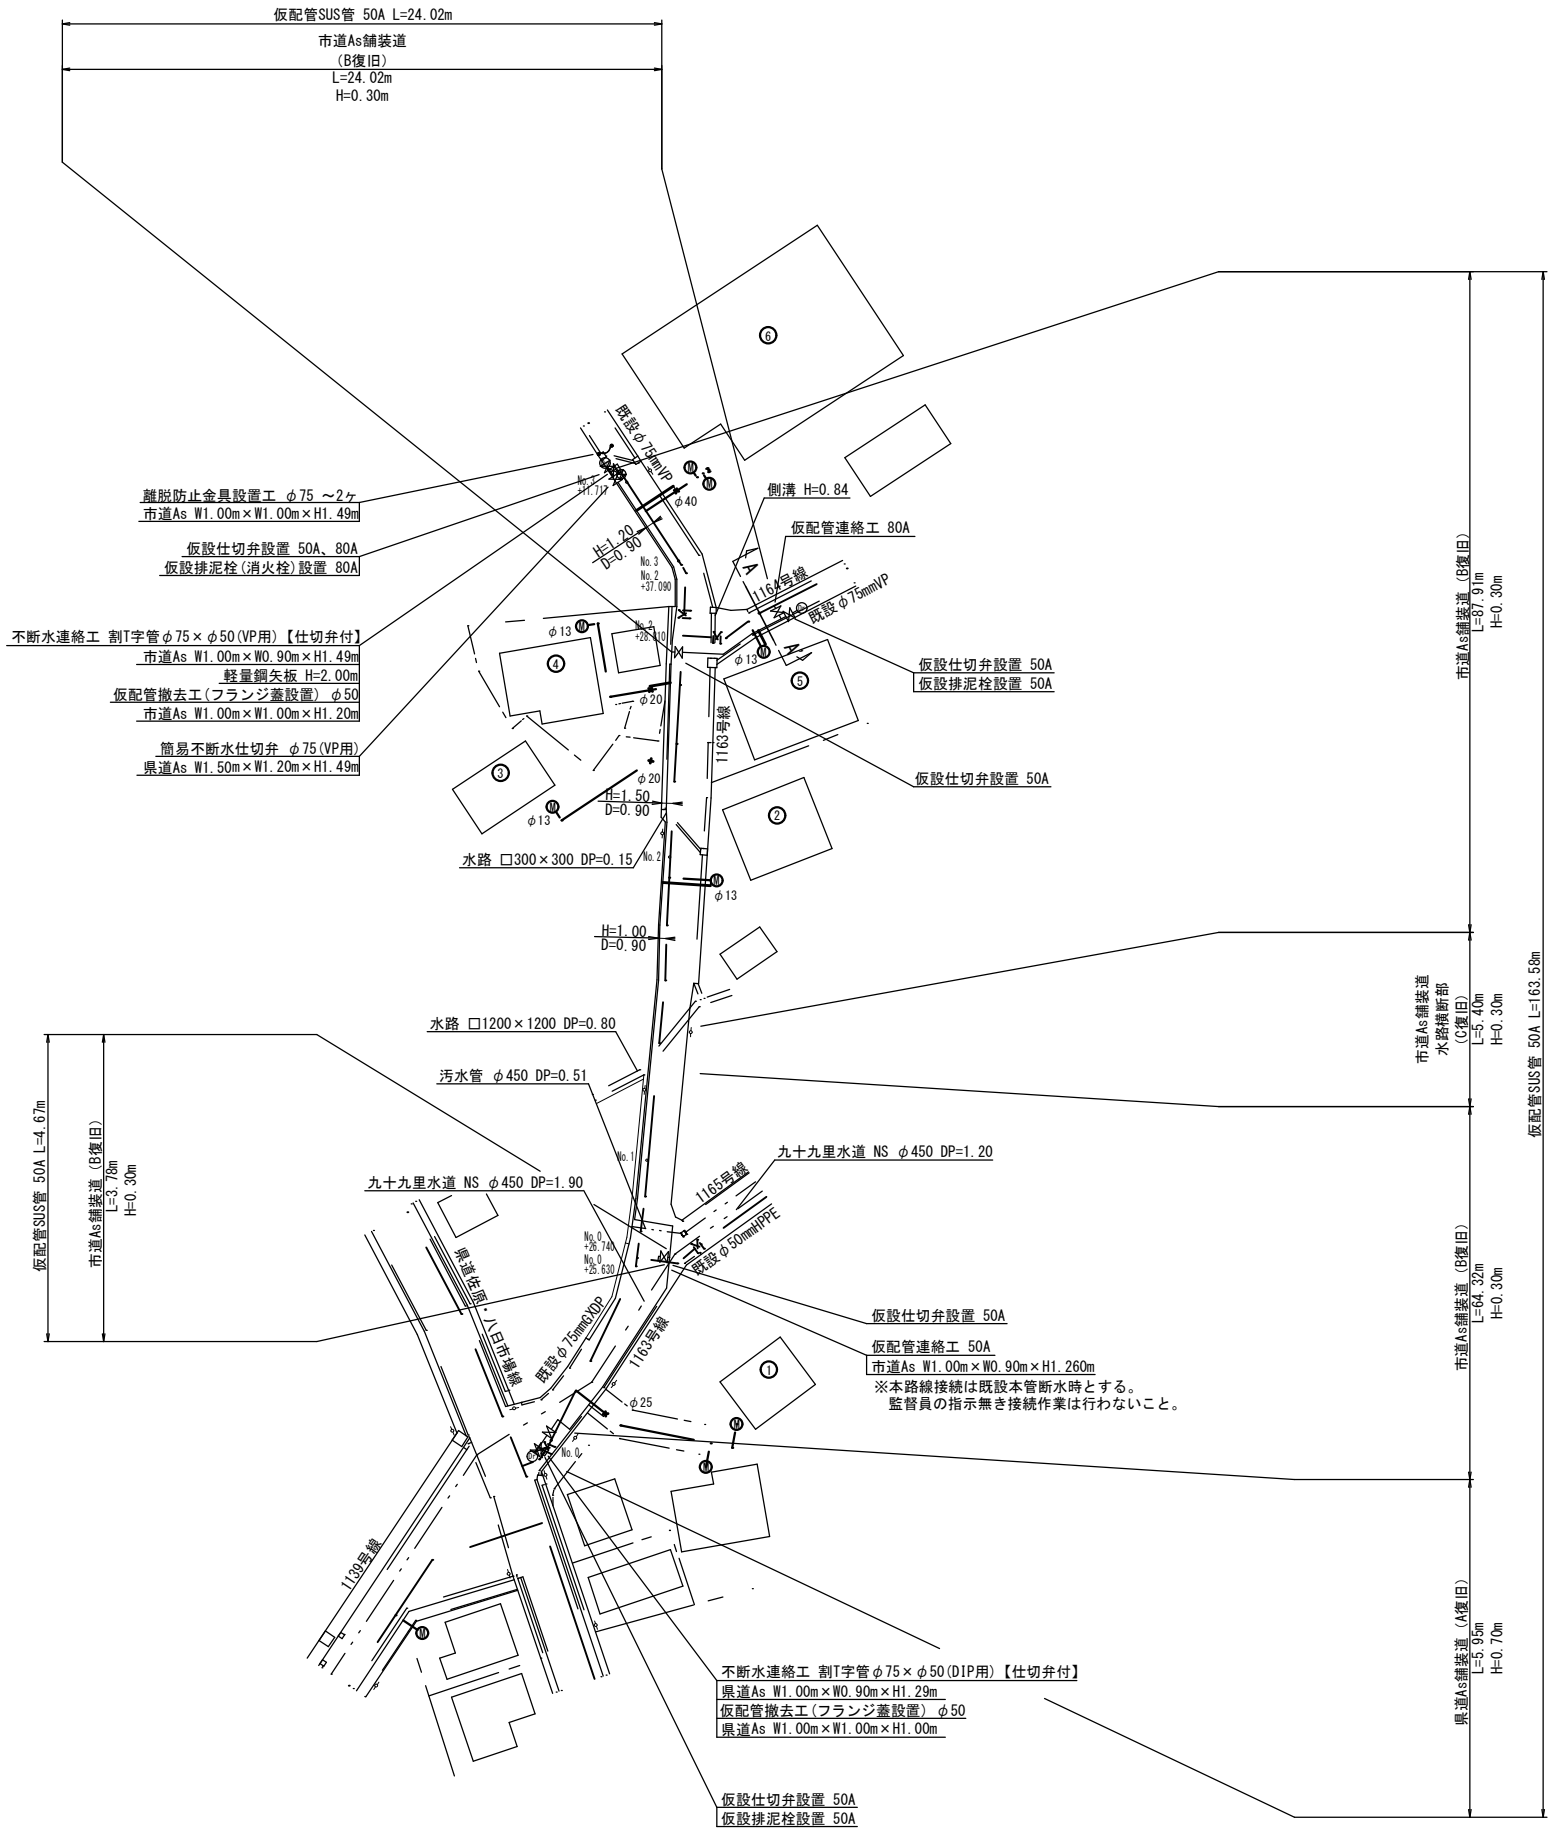 仮配管SUS管 50A L=24.02m
市道As舗装道
(B復旧)
L=24.02m
H=0.30m
⑥
既設φ75mmVP
No.3
+11.717
φ40
側溝 H=0.84
離脱防止金具設置工 φ75 ～2ヶ
市道As W1.00m×W1.00m×H1.49m
仮配管連絡工 80A
H=1.20
D=0.90
仮設仕切弁設置 50A、80A
仮設排泥栓(消火栓)設置 80A
No.3
No.2
+37.090
A
1164号線
既設φ75mmVP
不断水連絡工 割T字管φ75×φ50(VP用)【仕切弁付】
市道As W1.00m×W0.90m×H1.49m
軽量鋼矢板 H=2.00m
仮配管撤去工(フランジ蓋設置) φ50
市道As W1.00m×W1.00m×H1.20m
φ13
No.2
+28.810
④
φ13
A'
仮設仕切弁設置 50A
仮設排泥栓設置 50A
⑤
φ20
1163号線
簡易不断水仕切弁 φ75(VP用)
県道As W1.50m×W1.20m×H1.49m
③
φ20
仮設仕切弁設置 50A
H=1.50
D=0.90
φ13
②
水路 □300×300 DP=0.15
No.2
φ13
H=1.00
D=0.90
市道As舗装道 (B復旧)
L=87.91m
H=0.30m
市道As舗装道
水路横断部
(C復旧)
L=5.40m
H=0.30m
仮配管SUS管 50A L=163.58m
水路 □1200×1200 DP=0.80
汚水管 φ450 DP=0.51
仮配管SUS管 50A L=4.67m
市道As舗装道 (B復旧)
L=3.78m
H=0.30m
No.1
九十九里水道 NS φ450 DP=1.20
九十九里水道 NS φ450 DP=1.90
1165号線
既設φ50mmHPPE
No.0
+26.740
No.0
+25.630
県道佐原・八日市場線
既設φ75mmGXDP
1163号線
仮設仕切弁設置 50A
仮配管連絡工 50A
市道As W1.00m×W0.90m×H1.260m
※本路線接続は既設本管断水時とする。
監督員の指示無き接続作業は行わないこと。
市道As舗装道 (B復旧)
L=64.32m
H=0.30m
①
φ25
No.0
1139号線
県道As舗装道 (A復旧)
L=5.95m
H=0.70m
不断水連絡工 割T字管φ75×φ50(DIP用)【仕切弁付】
県道As W1.00m×W0.90m×H1.29m
仮配管撤去工(フランジ蓋設置) φ50
県道As W1.00m×W1.00m×H1.00m
仮設仕切弁設置 50A
仮設排泥栓設置 50A